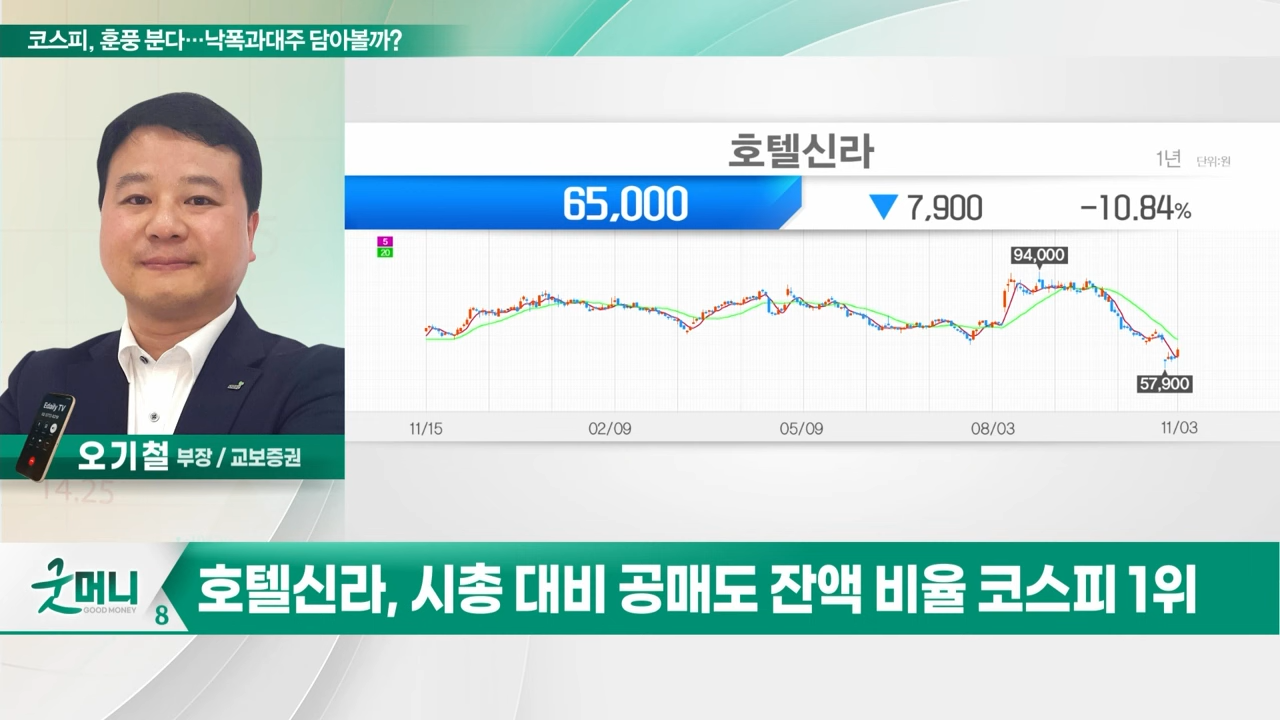 코스피, 훈풍 분다…낙폭과대주 담아볼까?
호텔신라
1년 단위:원
65,000 ▼ 7,900 -10.84%
5
20
94,000
57,900
11/15 02/09 05/09 08/03 11/03
Edaily TV
오기철 부장 / 교보증권
14.25
굿머니
GOOD MONEY
8
호텔신라, 시총 대비 공매도 잔액 비율 코스피 1위